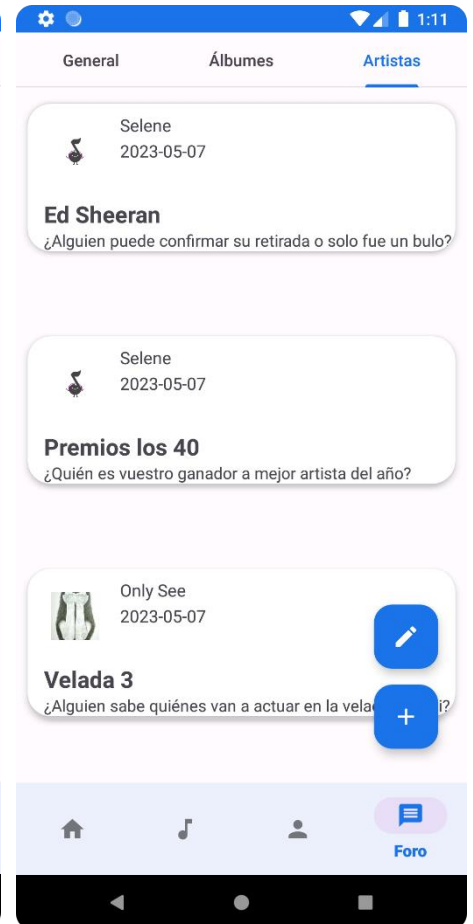 1:11
General Álbumes Artistas
Selene
2023-05-07
Ed Sheeran
¿Alguien puede confirmar su retirada o solo fue un bulo?
Selene
2023-05-07
Premios los 40
¿Quién es vuestro ganador a mejor artista del año?
Only See
2023-05-07
Velada 3
¿Alguien sabe quiénes van a actuar en la
Foro